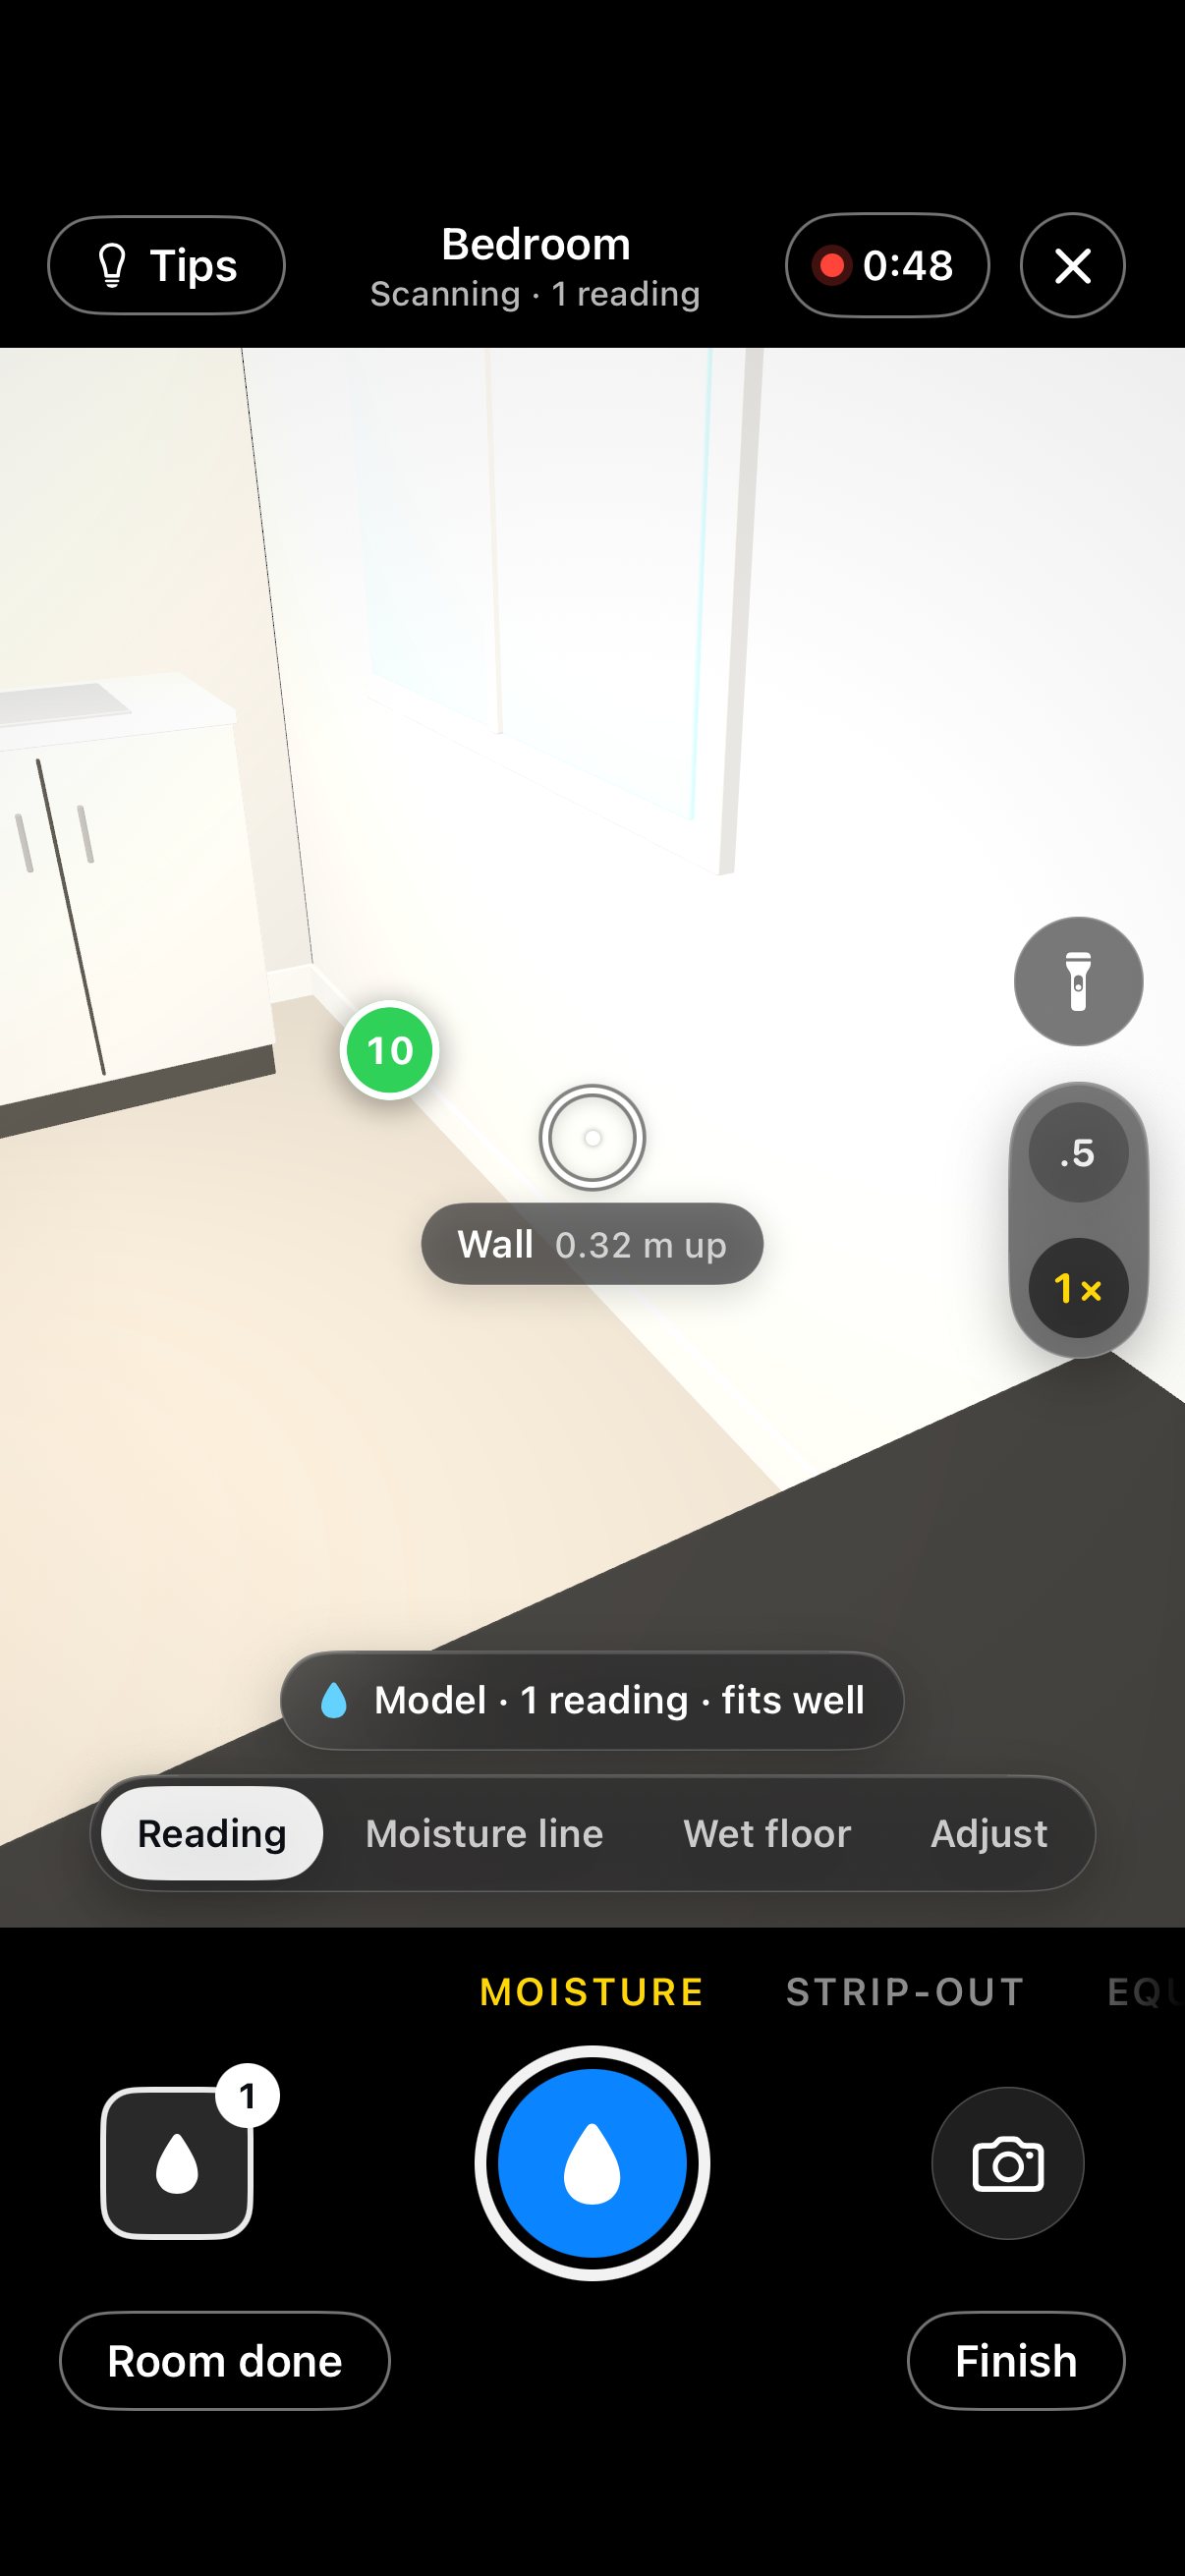 Tips
Bedroom
Scanning · 1 reading
0:48
10
Wall 0.32 m up
.5
1×
Model · 1 reading · fits well
Reading Moisture line Wet floor Adjust
MOISTURE STRIP-OUT
1
Room done
Finish